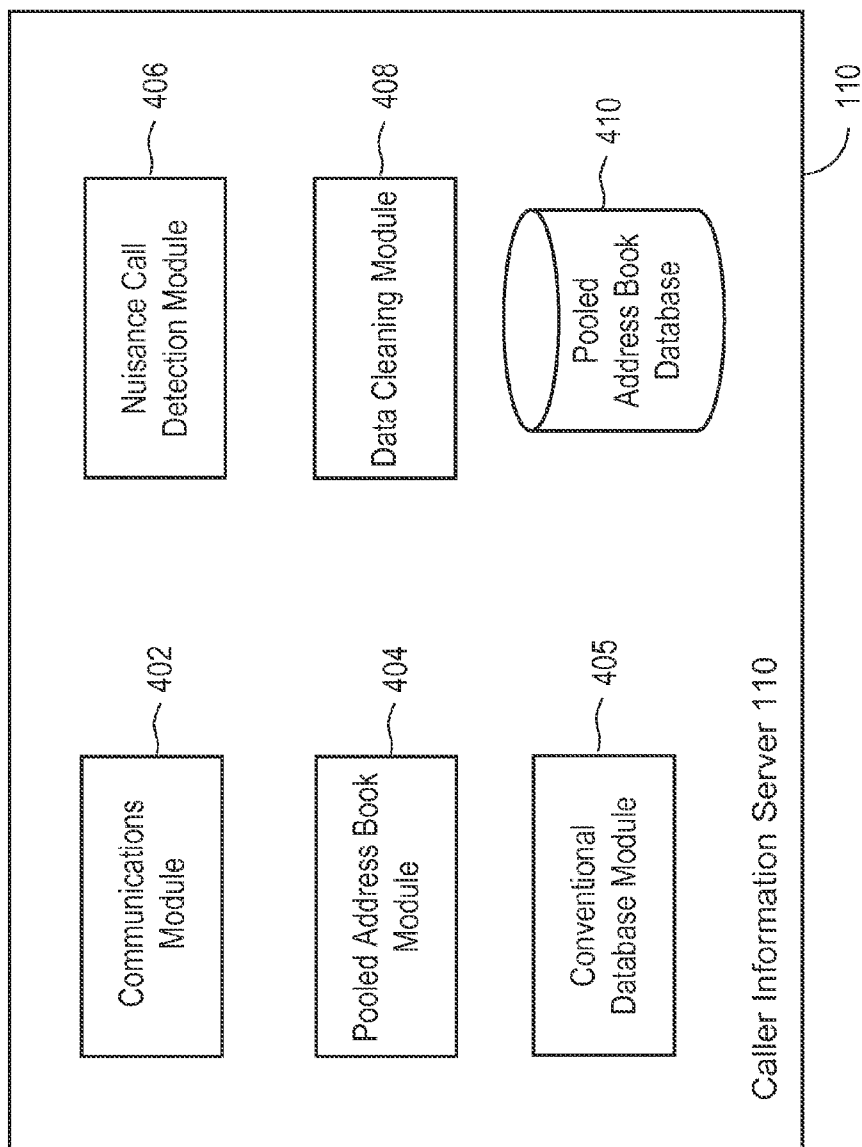 Communications
Module
402
Nuisance Call
Detection Module
406
Pooled Address Book
Module
404
Data Cleaning Module
408
Conventional
Database Module
405
Pooled
Address Book
Database
410
Caller Information Server 110
110